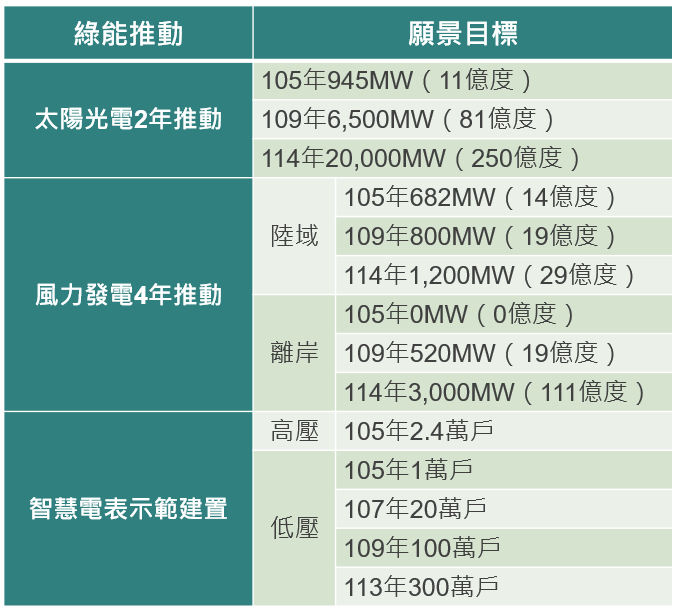 綠能推動
願景目標
太陽光電2年推動
105年945MW（11億度）
109年6,500MW（81億度）
114年20,000MW（250億度）
風力發電4年推動
陸域
105年682MW（14億度）
109年800MW（19億度）
114年1,200MW（29億度）
離岸
105年0MW（0億度）
109年520MW（19億度）
114年3,000MW（111億度）
智慧電表示範建置
高壓
105年2.4萬戶
低壓
105年1萬戶
107年20萬戶
109年100萬戶
113年300萬戶